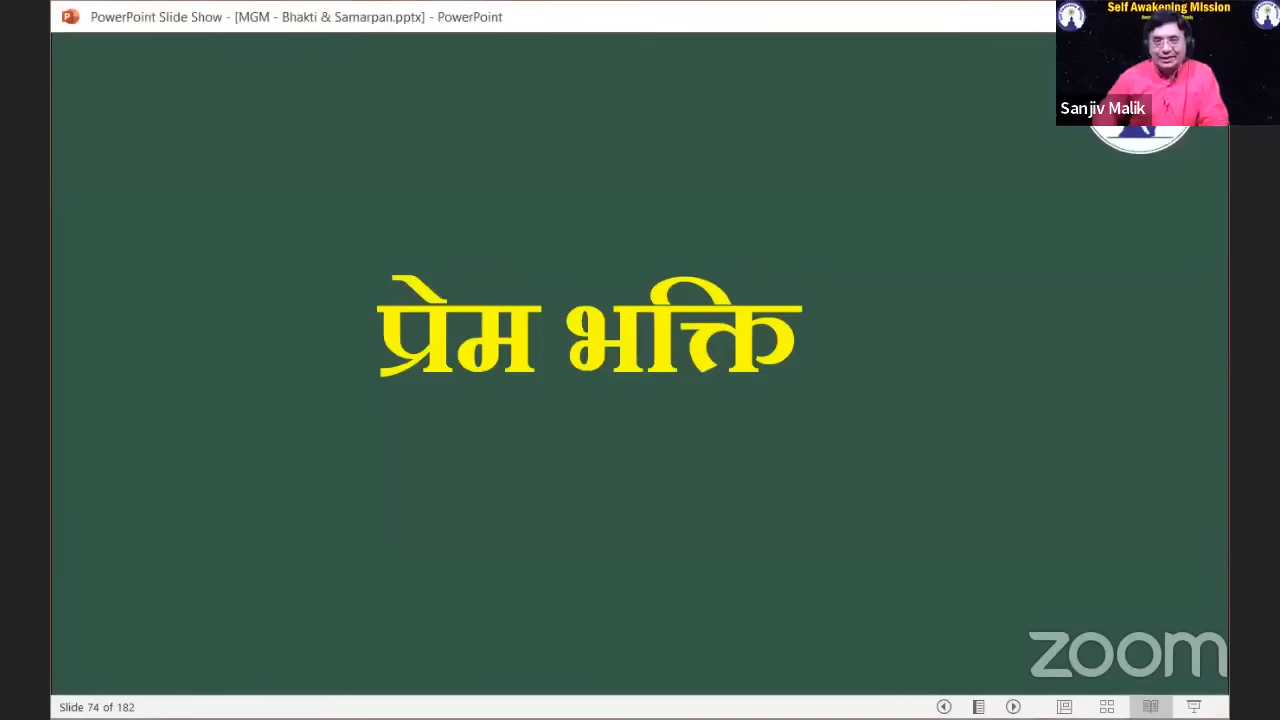 PowerPoint Slide Show - [MGM - Bhakti & Samarpan.pptx] - PowerPoint
Self Awakening Mission
Sanjiv Malik
प्रेम भक्ति
zoom
Slide 74 of 182